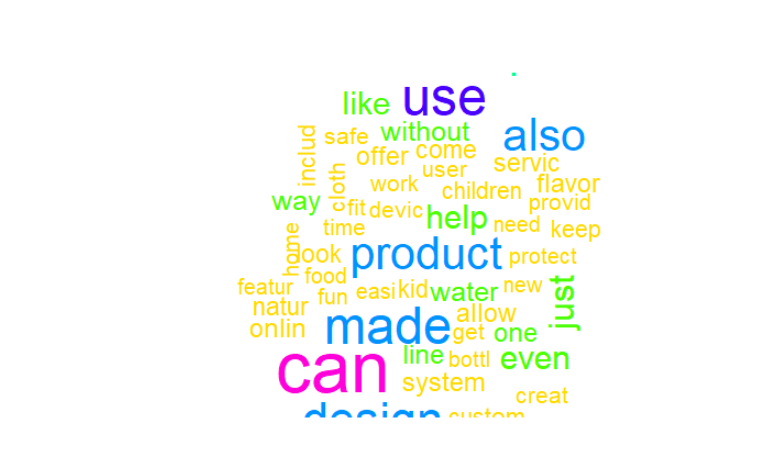 like use
also
includ safe without
offer come servic
cloth user
work children flavor
way fit devic provid
help need keep
time
home look product protect
food
featur fun easi kid water new just
natur allow
onlin made get one
can line bottl even
system
creat
design custom